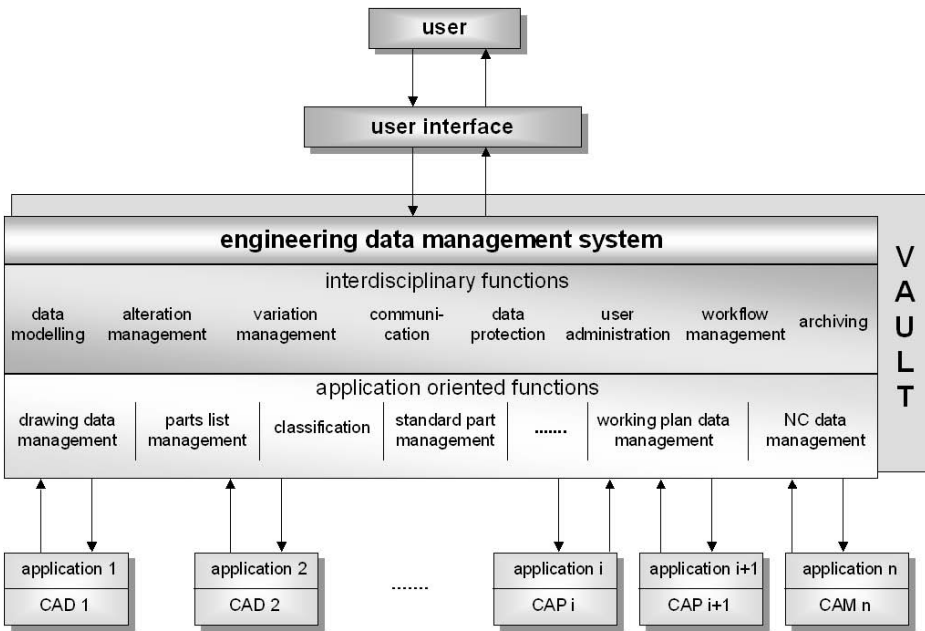 user
user interface
engineering data management system
interdisciplinary functions
data modelling
alteration management
variation management
communi-
cation
data protection
user administration
workflow management
archiving
application oriented functions
drawing data management
parts list management
classification
standard part management
.......
working plan data management
NC data management
VAULT
application 1
CAD 1
application 2
CAD 2
......
application i
CAP i
application i+1
CAP i+1
application n
CAM n